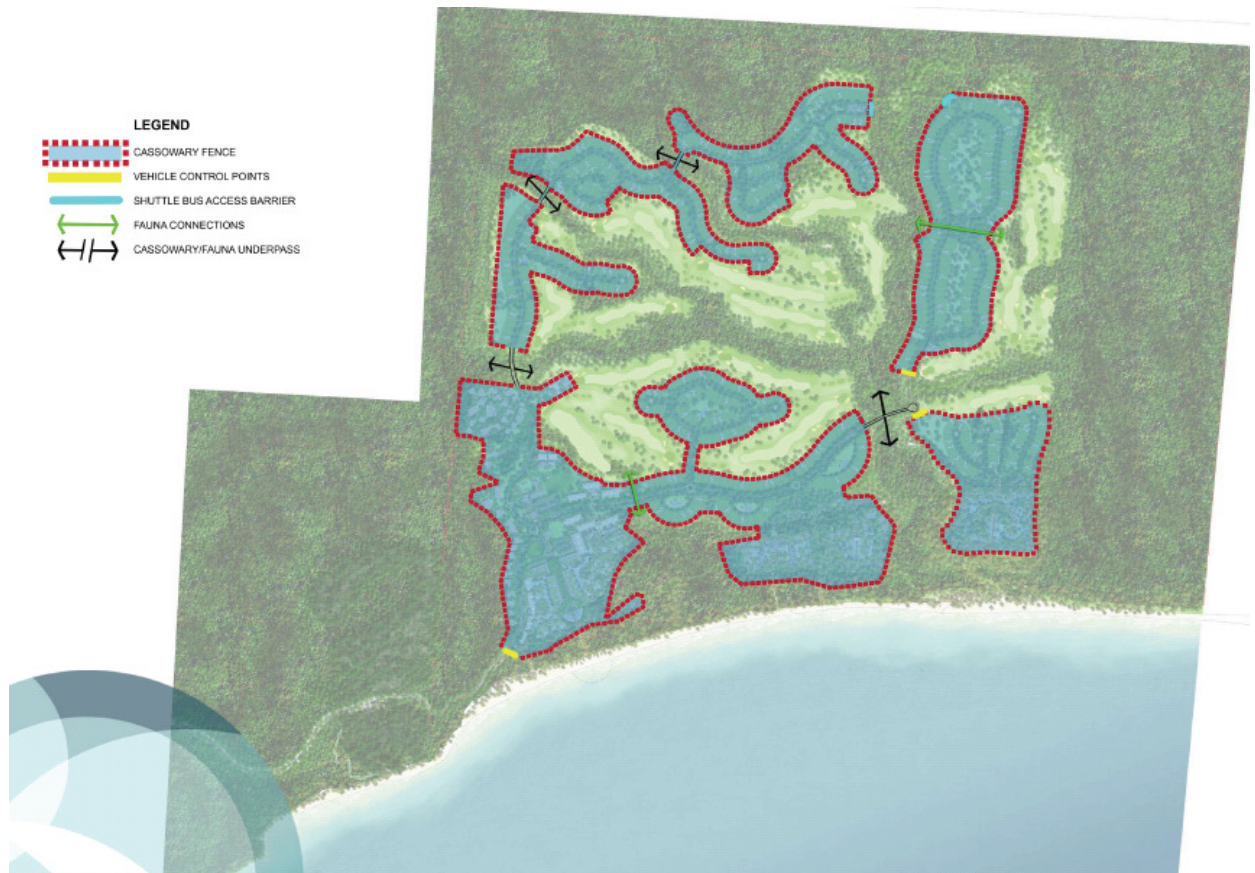 LEGEND
CASSOWARY FENCE
VEHICLE CONTROL POINTS
SHUTTLE BUS ACCESS BARRIER
FAUNA CONNECTIONS
CASSOWARY/FAUNA UNDERPASS